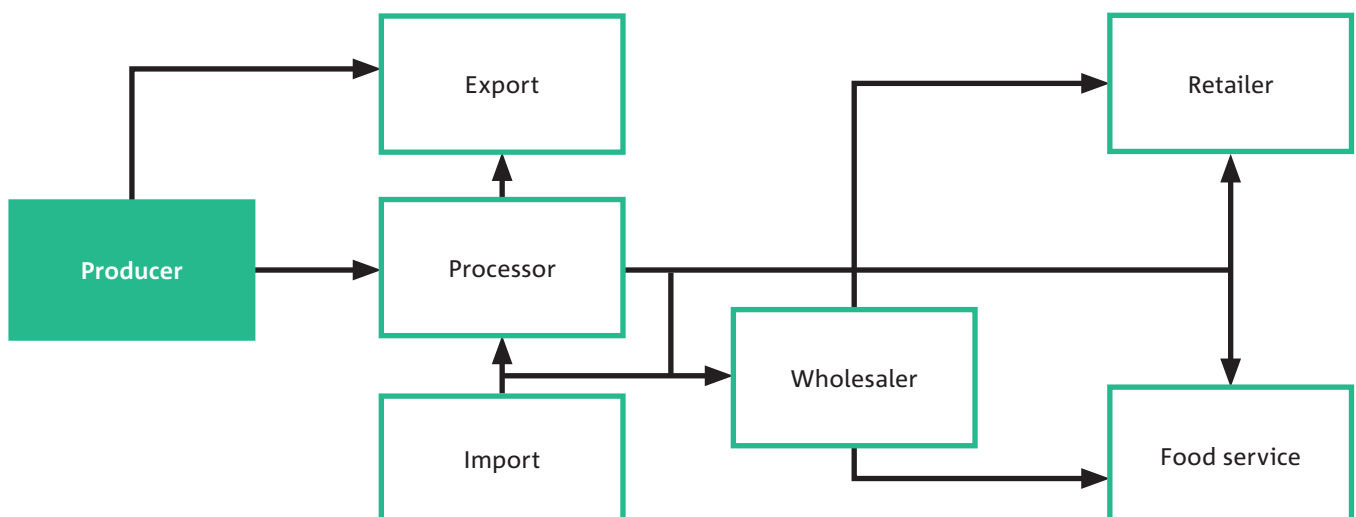 Export
Retailer
Producer
Processor
Wholesaler
Import
Food service